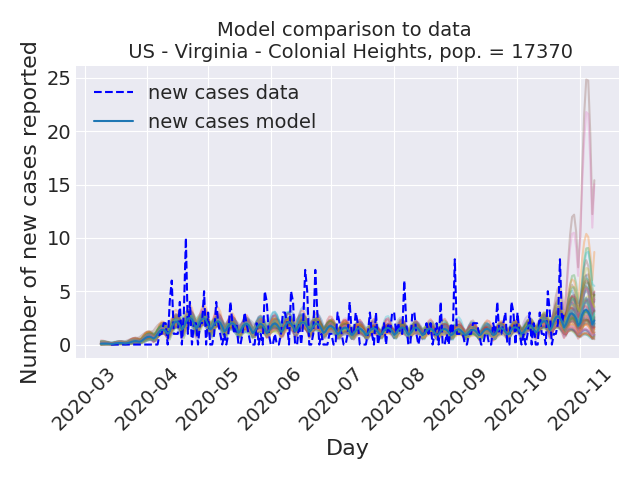 Model comparison to data
US - Virginia - Colonial Heights, pop. = 17370
Number of new cases reported
25
20
15
10
5
0
new cases data
new cases model
2020-03
2020-04
2020-05
2020-06
2020-07
2020-08
2020-09
2020-10
2020-11
Day